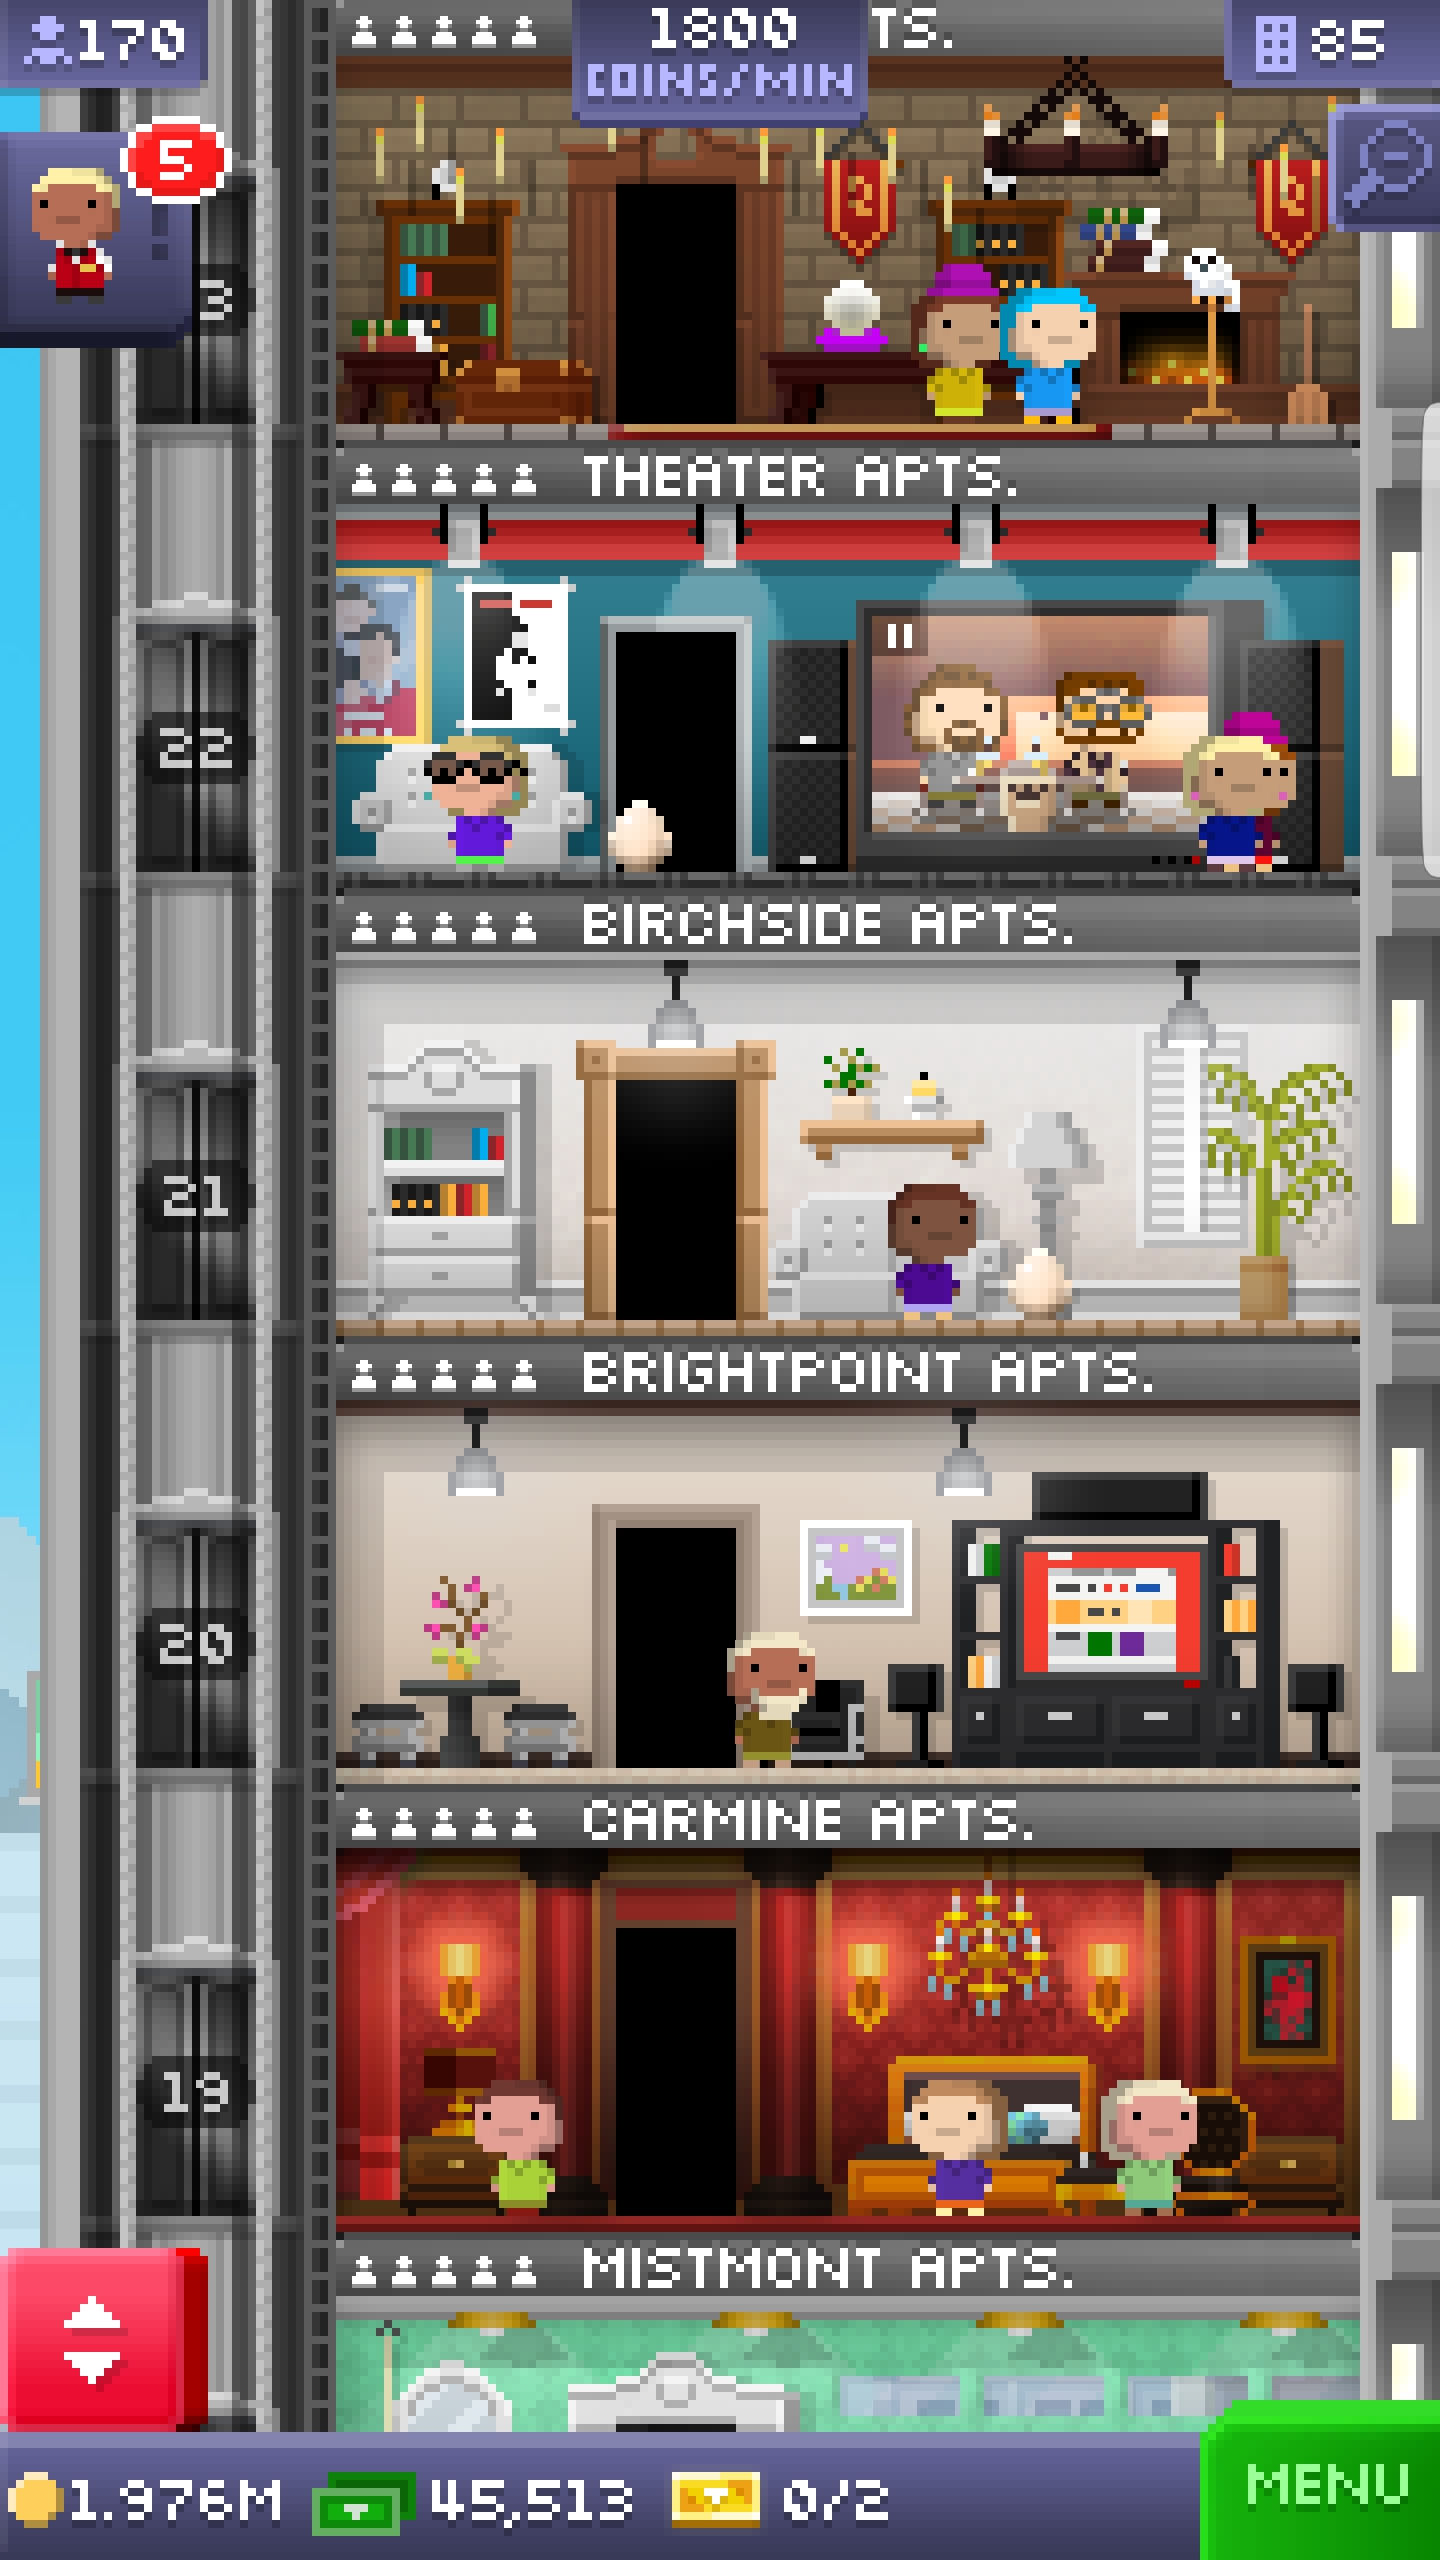 170
1800
COINS/MIN
TS.
85
5
3
THEATER APTS.
22
BIRCHSIDE APTS.
21
BRIGHTPOINT APTS.
20
CARMINE APTS.
19
MISTMONT APTS.
1.976M
45,513
0/2
MENU